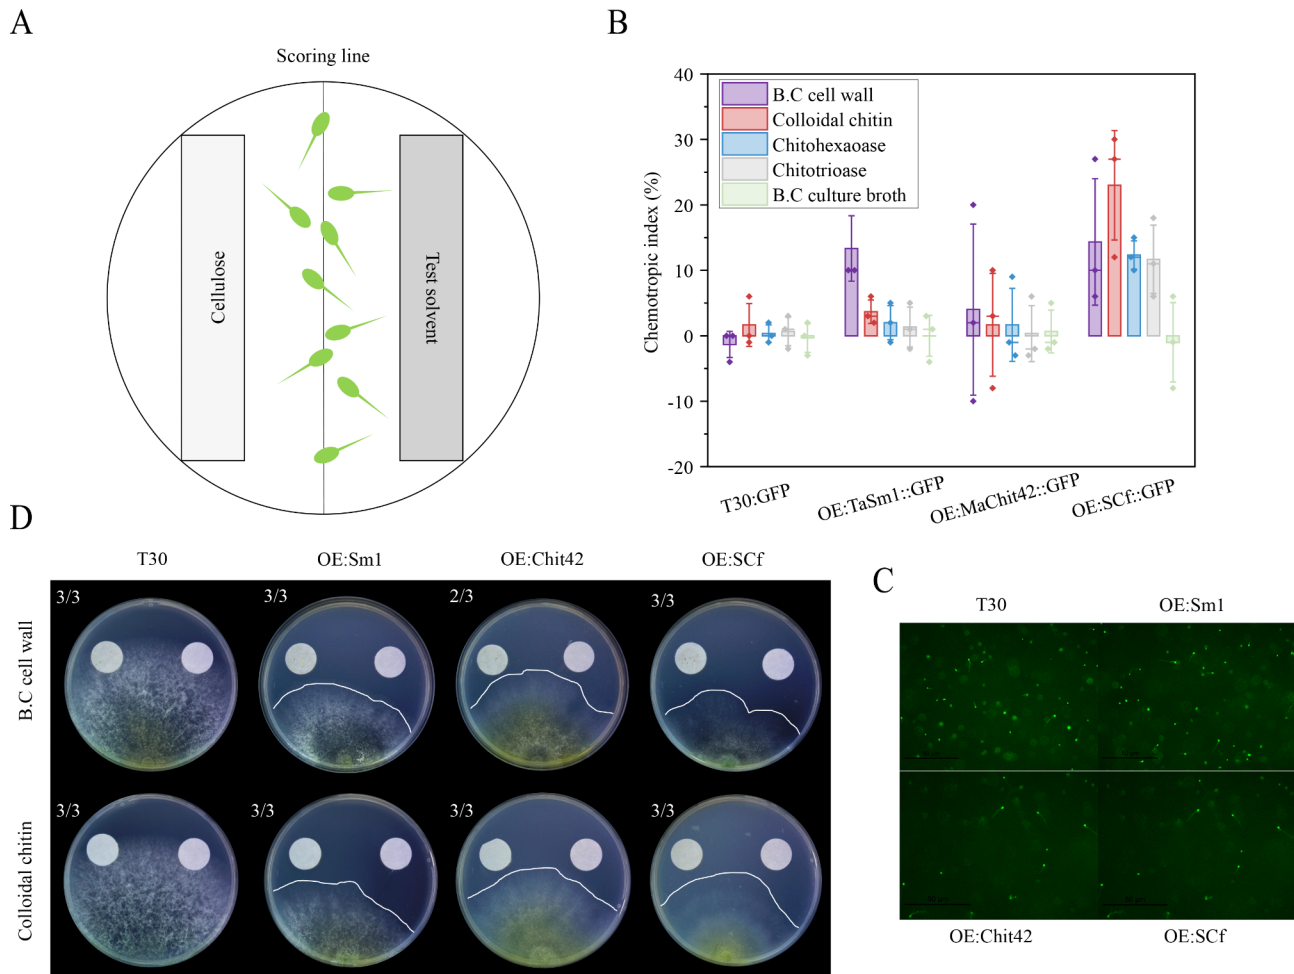 A
Scoring line
Cellulose
Test solvent
B
Chemotropic index (%)
40
30
20
10
0
-10
-20
B.C cell wall
Colloidal chitin
Chitohexaoase
Chitotrioase
B.C culture broth
T30:GFP
OE:TaSm1::GFP
OE:MaChit42::GFP
OE:SCf::GFP
D
T30
OE:Sm1
OE:Chit42
OE:SCf
B.C cell wall
3/3
3/3
2/3
3/3
Colloidal chitin
3/3
3/3
3/3
3/3
C
T30
OE:Sm1
OE:Chit42
OE:SCf